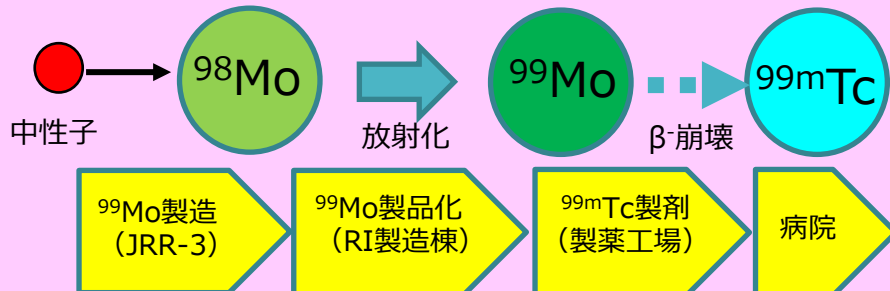 中性子
⁹⁸Mo
放射化
⁹⁹Mo
β⁻崩壊
⁹⁹ᵐTc
⁹⁹Mo製造
（JRR-3）
⁹⁹Mo製品化
（RI製造棟）
⁹⁹ᵐTc製剤
（製薬工場）
病院